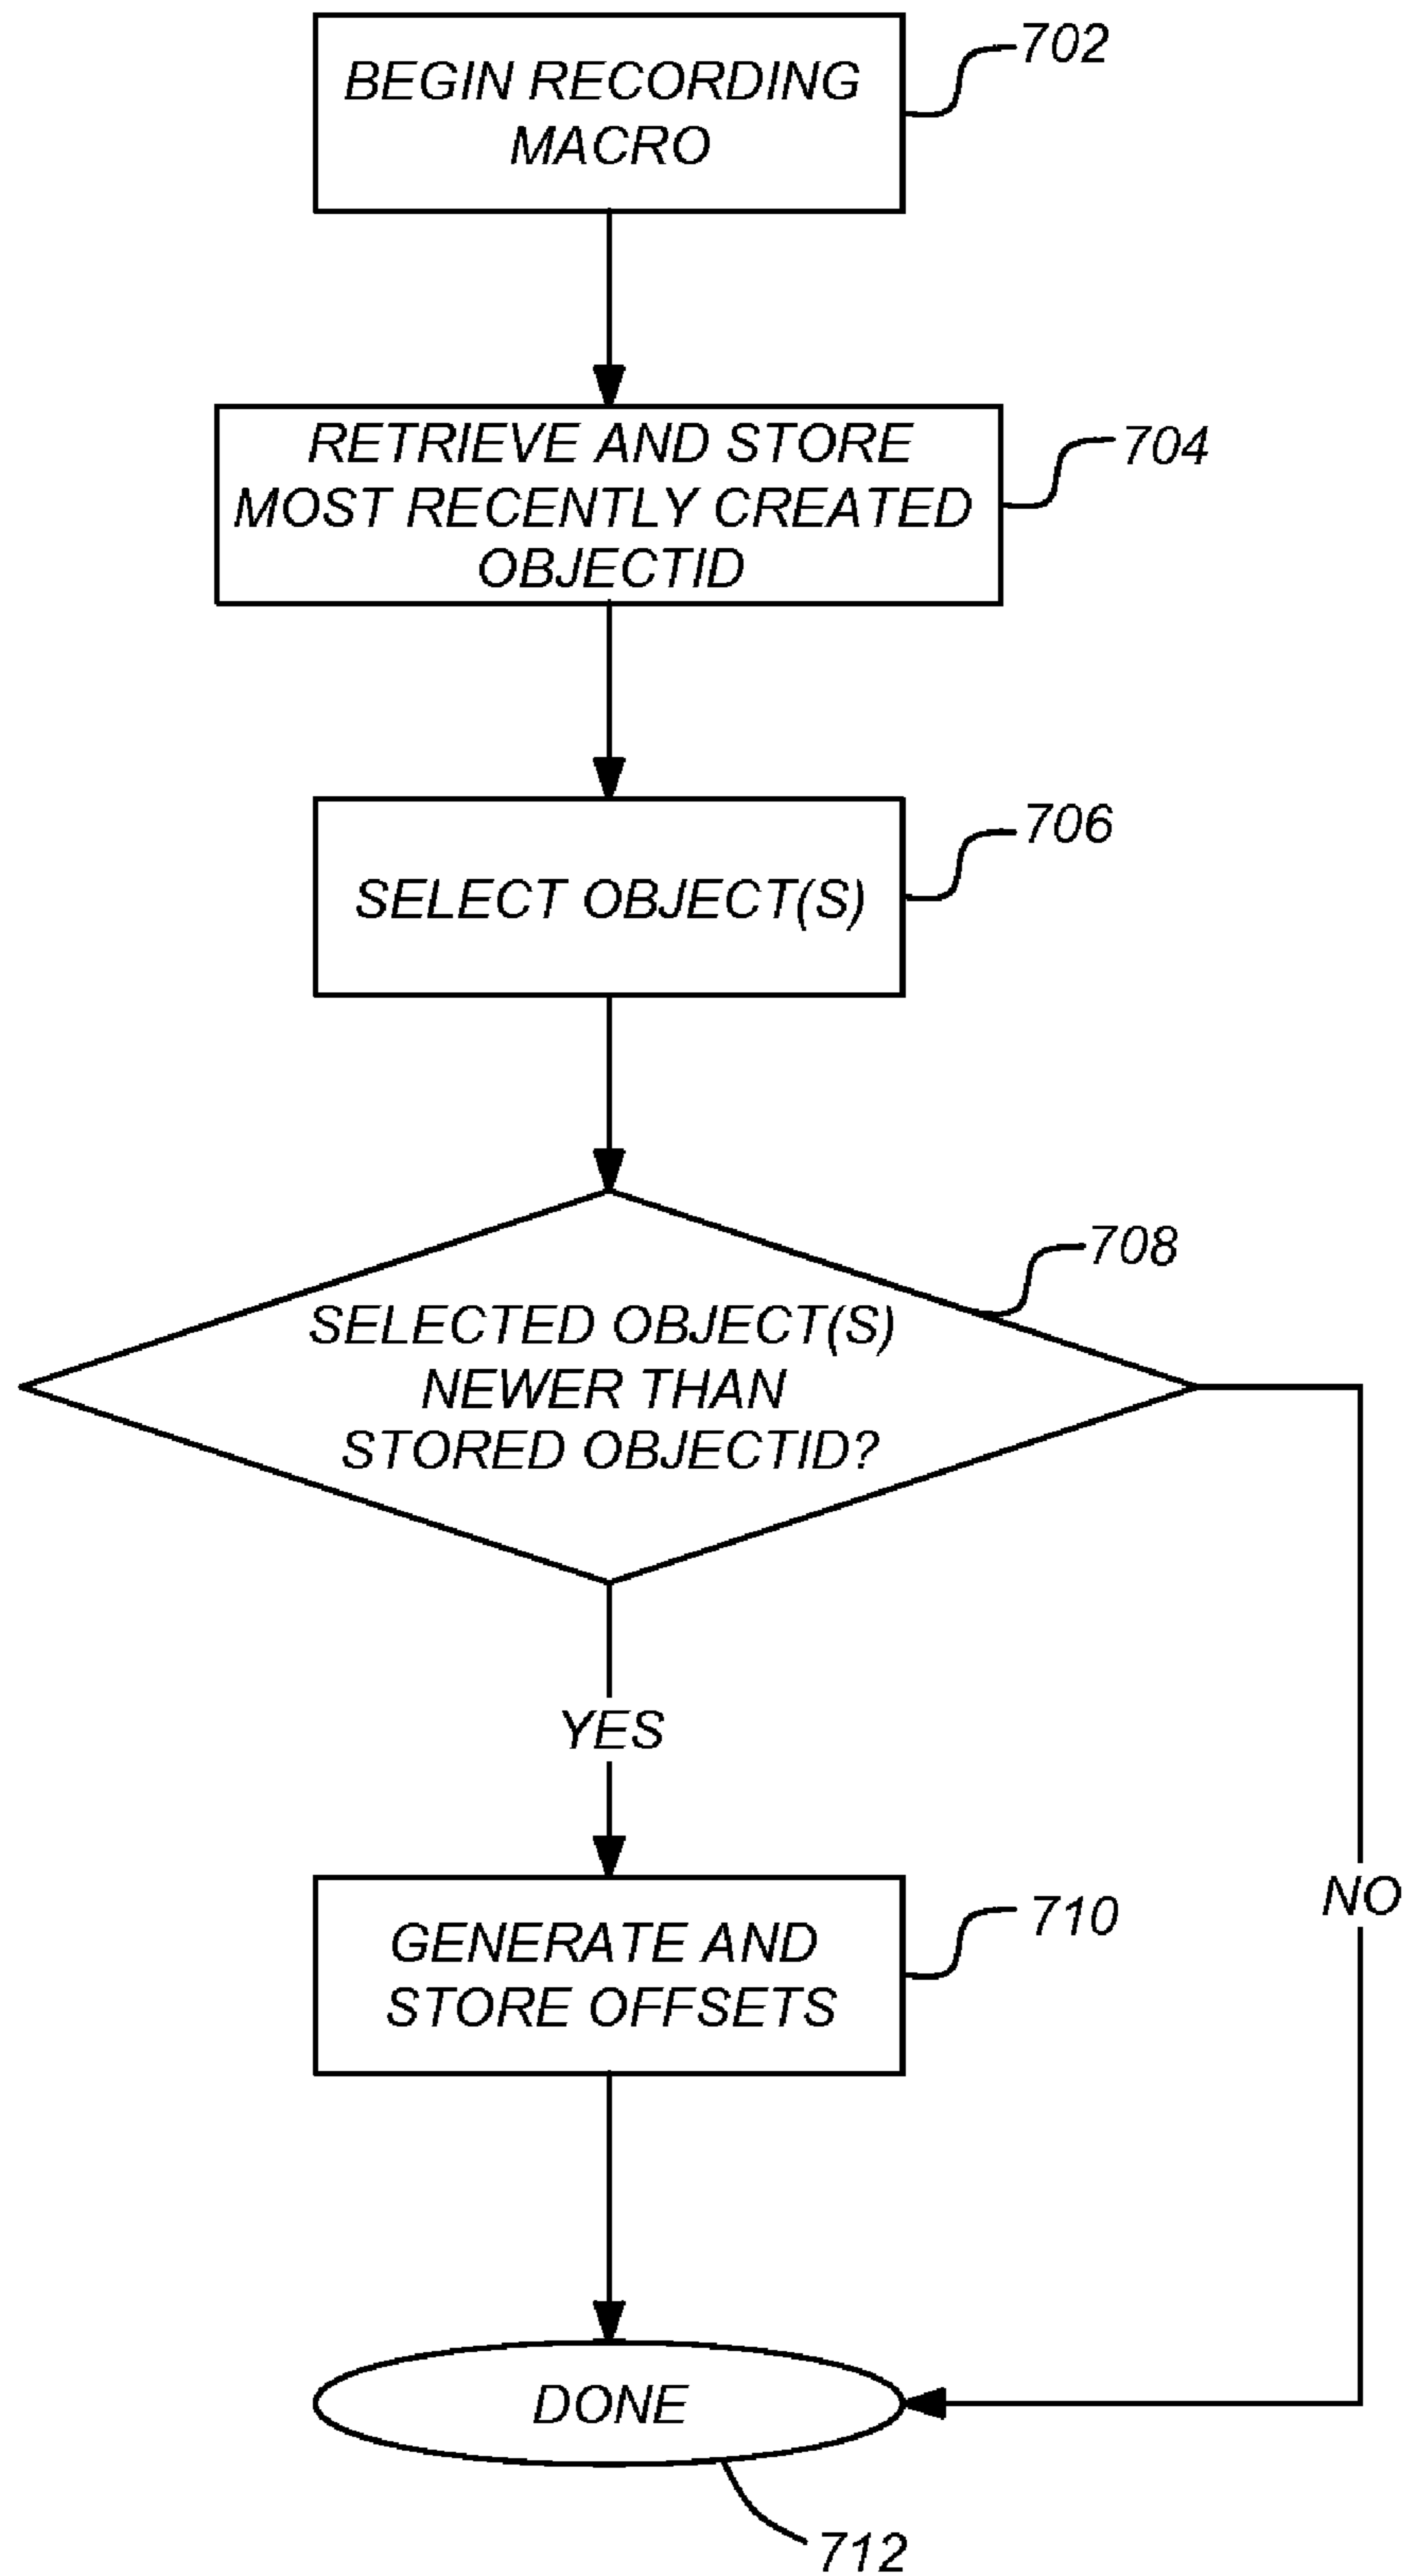 BEGIN RECORDING
MACRO
702
RETRIEVE AND STORE
MOST RECENTLY CREATED
OBJECTID
704
SELECT OBJECT(S)
706
SELECTED OBJECT(S)
NEWER THAN
STORED OBJECTID?
708
YES
NO
GENERATE AND
STORE OFFSETS
710
DONE
712